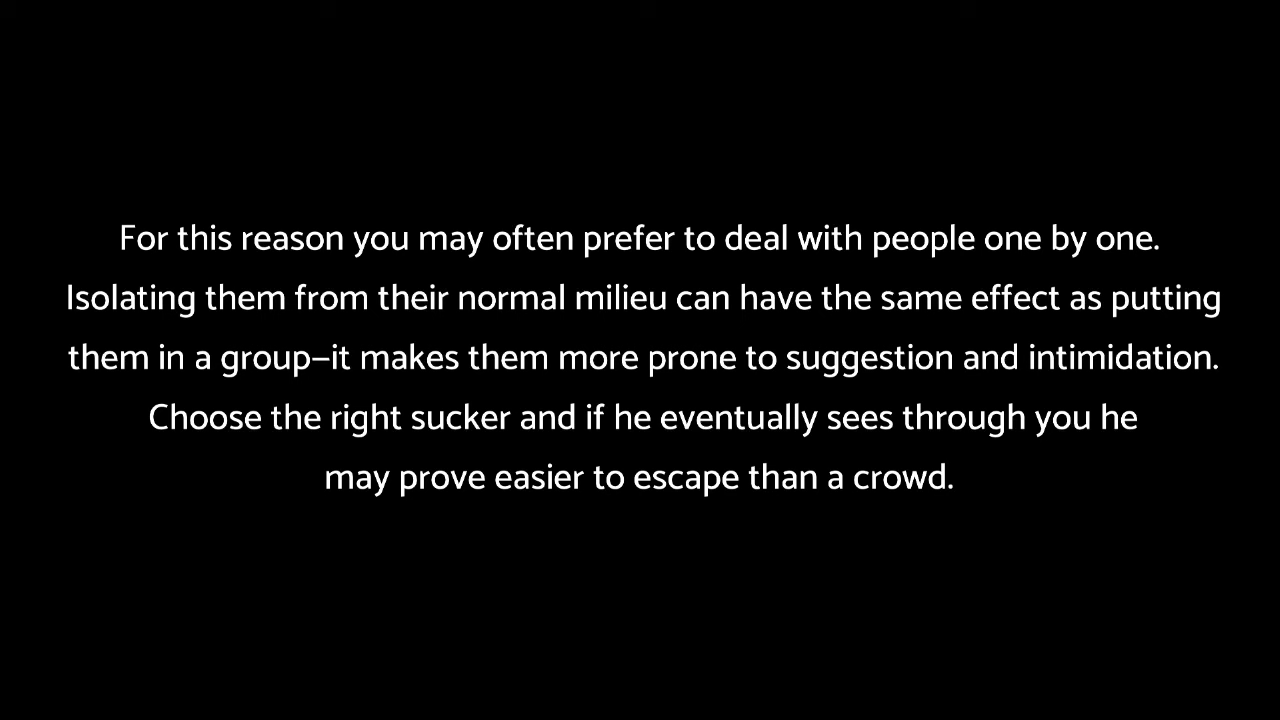 For this reason you may often prefer to deal with people one by one.
Isolating them from their normal milieu can have the same effect as putting
them in a group–it makes them more prone to suggestion and intimidation.
Choose the right sucker and if he eventually sees through you he
may prove easier to escape than a crowd.